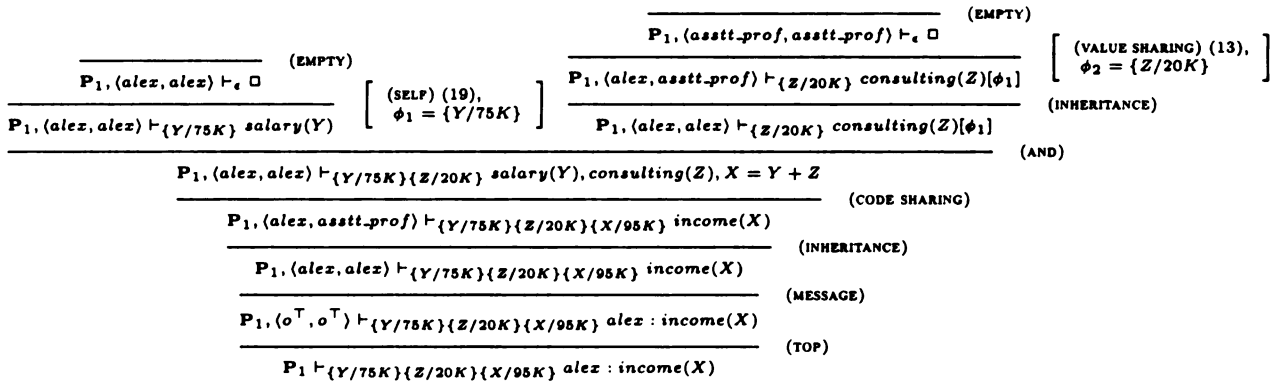 (EMPTY)
P₁, ⟨asstt_prof, asstt_prof⟩ ⊢ε □
(EMPTY)
P₁, ⟨alex, alex⟩ ⊢ε □
[ (VALUE SHARING) (13), φ₂ = {Z/20K} ]
P₁, ⟨alex, asstt_prof⟩ ⊢{Z/20K} consulting(Z)[φ₁]
[ (SELF) (19), φ₁ = {Y/75K} ]
(INHERITANCE)
P₁, ⟨alex, alex⟩ ⊢{Y/75K} salary(Y)
P₁, ⟨alex, alex⟩ ⊢{Z/20K} consulting(Z)[φ₁]
(AND)
P₁, ⟨alex, alex⟩ ⊢{Y/75K}{Z/20K} salary(Y), consulting(Z), X = Y + Z
(CODE SHARING)
P₁, ⟨alex, asstt_prof⟩ ⊢{Y/75K}{Z/20K}{X/95K} income(X)
(INHERITANCE)
P₁, ⟨alex, alex⟩ ⊢{Y/75K}{Z/20K}{X/95K} income(X)
(MESSAGE)
P₁, ⟨o⊤, o⊤⟩ ⊢{Y/75K}{Z/20K}{X/95K} alex : income(X)
(TOP)
P₁ ⊢{Y/75K}{Z/20K}{X/95K} alex : income(X)